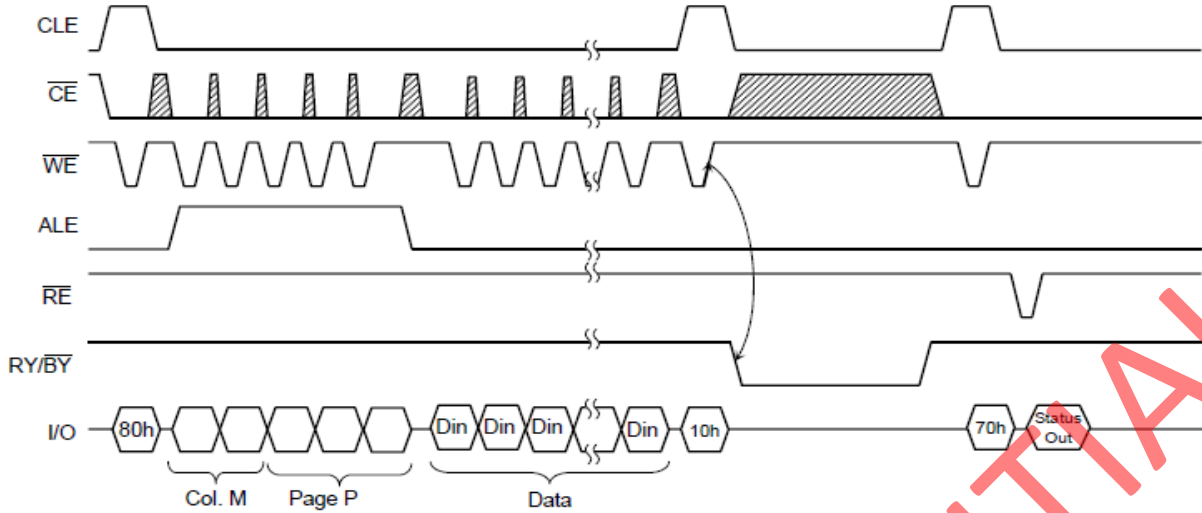 CLE
CE
WE
ALE
RE
RY/BY
I/O
80h
Din
Din
Din
Din
10h
70h
Status
Out
Col. M
Page P
Data